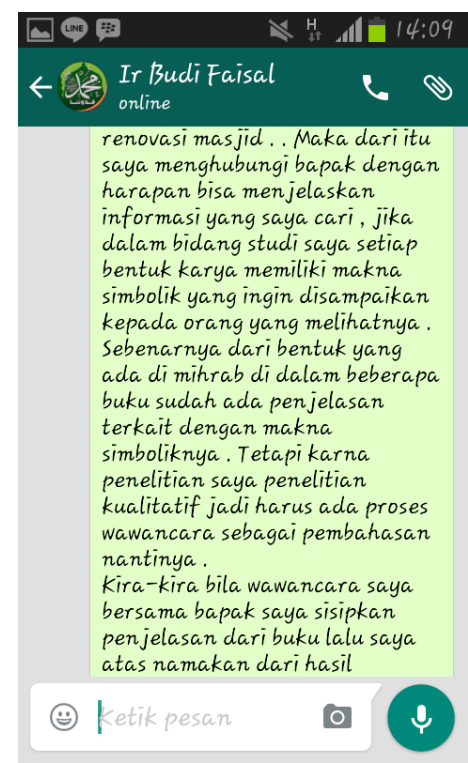 LINE H 14:09
Ir Budi Faisal
online
renovasi masjid . . Maka dari itu
saya menghubungi bapak dengan
harapan bisa menjelaskan
informasi yang saya cari , jika
dalam bidang studi saya setiap
bentuk karya memiliki makna
simbolik yang ingin disampaikan
kepada orang yang melihatnya .
Sebenarnya dari bentuk yang
ada di mihrab di dalam beberapa
buku sudah ada penjelasan
terkait dengan makna
simboliknya . Tetapi karna
penelitian saya penelitian
kualitatif jadi harus ada proses
wawancara sebagai pembahasan
nantinya .
Kira-kira bila wawancara saya
bersama bapak saya sisipkan
penjelasan dari buku lalu saya
atas namakan dari hasil
Ketik pesan